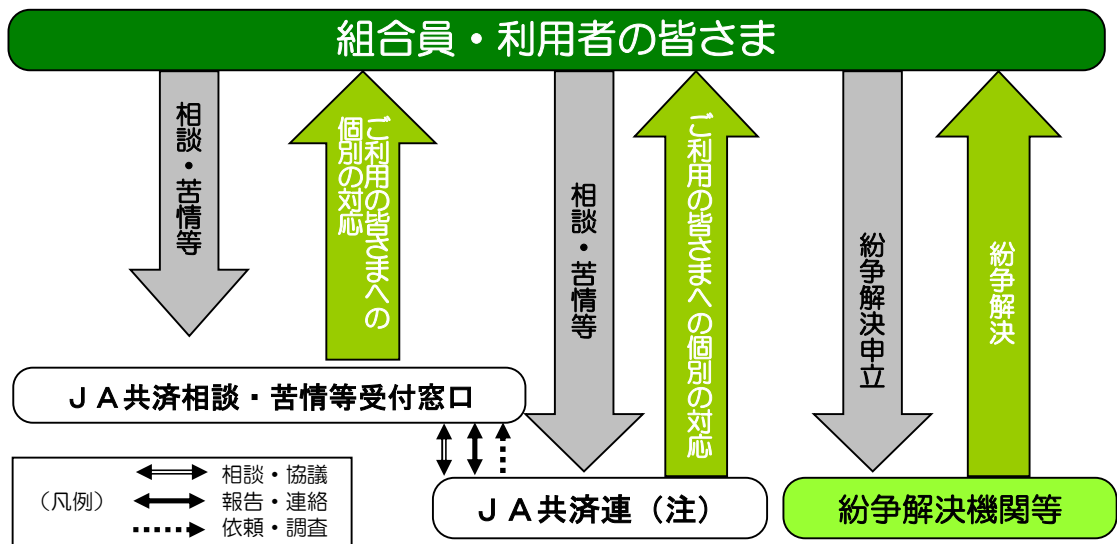 組合員・利用者の皆さま
相談・苦情等
ご利用の皆さまへの
個別の対応
相談・苦情等
ご利用の皆さまへの個別の対応
紛争解決申立
紛争解決
JA共済相談・苦情等受付窓口
JA共済連(注)
紛争解決機関等
(凡例)
相談・協議
報告・連絡
依頼・調査